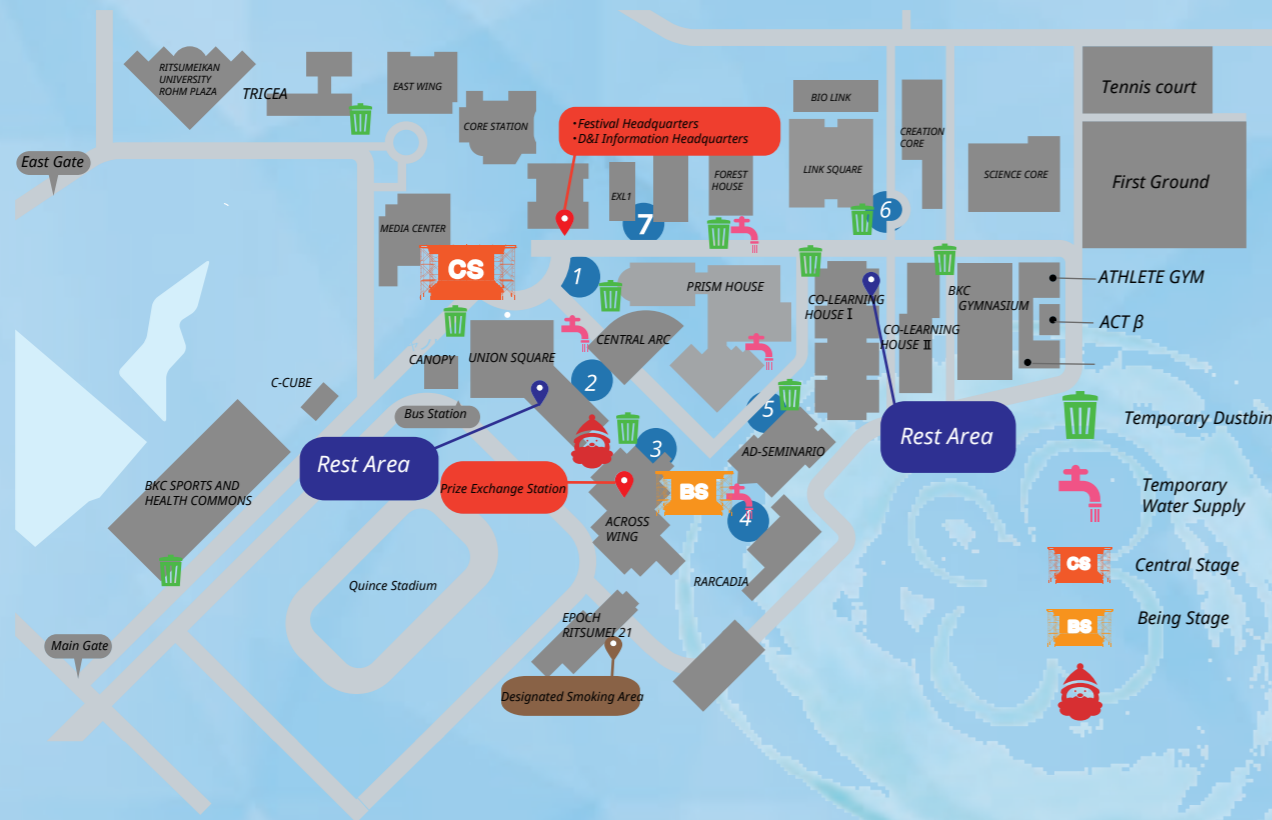 RITSUMEIKAN
UNIVERSITY
ROHM PLAZA
TRICEA
EAST WING
CORE STATION
・Festival Headquarters
・D&I Information Headquarters
BIO LINK
CREATION
CORE
Tennis court
East Gate
EXL1
FOREST
HOUSE
LINK SQUARE
SCIENCE CORE
First Ground
MEDIA CENTER
7
6
CS
1
PRISM HOUSE
CO-LEARNING
HOUSE Ⅰ
BKC
GYMNASIUM
ATHLETE GYM
ACT β
CO-LEARNING
HOUSE Ⅱ
CANOPY
UNION SQUARE
CENTRAL ARC
C-CUBE
2
Bus Station
5
Rest Area
Rest Area
Temporary Dustbin
3
AD-SEMINARIO
Prize Exchange Station
BS
BKC SPORTS AND
HEALTH COMMONS
ACROSS
WING
4
Temporary
Water Supply
Quince Stadium
RARCADIA
CS
Central Stage
EPOCH
RITSUMEI 21
BS
Being Stage
Main Gate
Designated Smoking Area